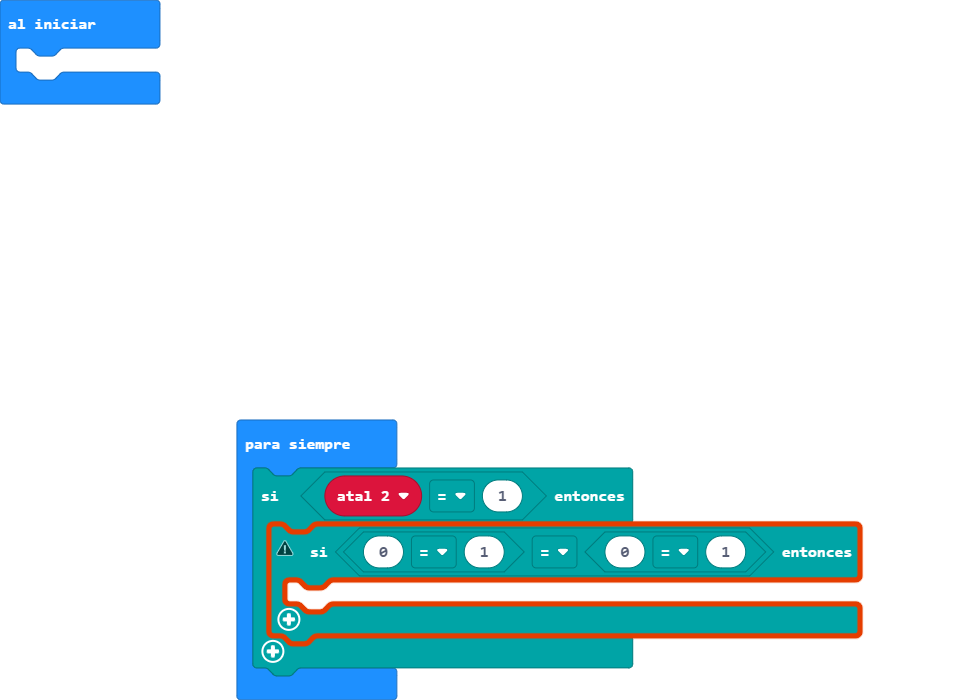 al iniciar
para siempre
si atal 2 = 1 entonces
si 0 = 1 = 0 = 1 entonces